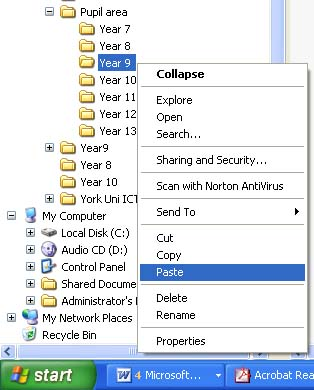 Pupil area
Year 7
Year 8
Year 9
Year 10
Year 11
Year 12
Year 13
Year9
Year 8
Year 10
York Uni ICT
My Computer
Local Disk (C:)
Audio CD (D:)
Control Panel
Shared Docume
Administrator's
My Network Places
Recycle Bin
Collapse
Explore
Open
Search...
Sharing and Security...
Scan with Norton AntiVirus
Send To
Cut
Copy
Paste
Delete
Rename
Properties
start
4 Microsoft...
Acrobat Rea